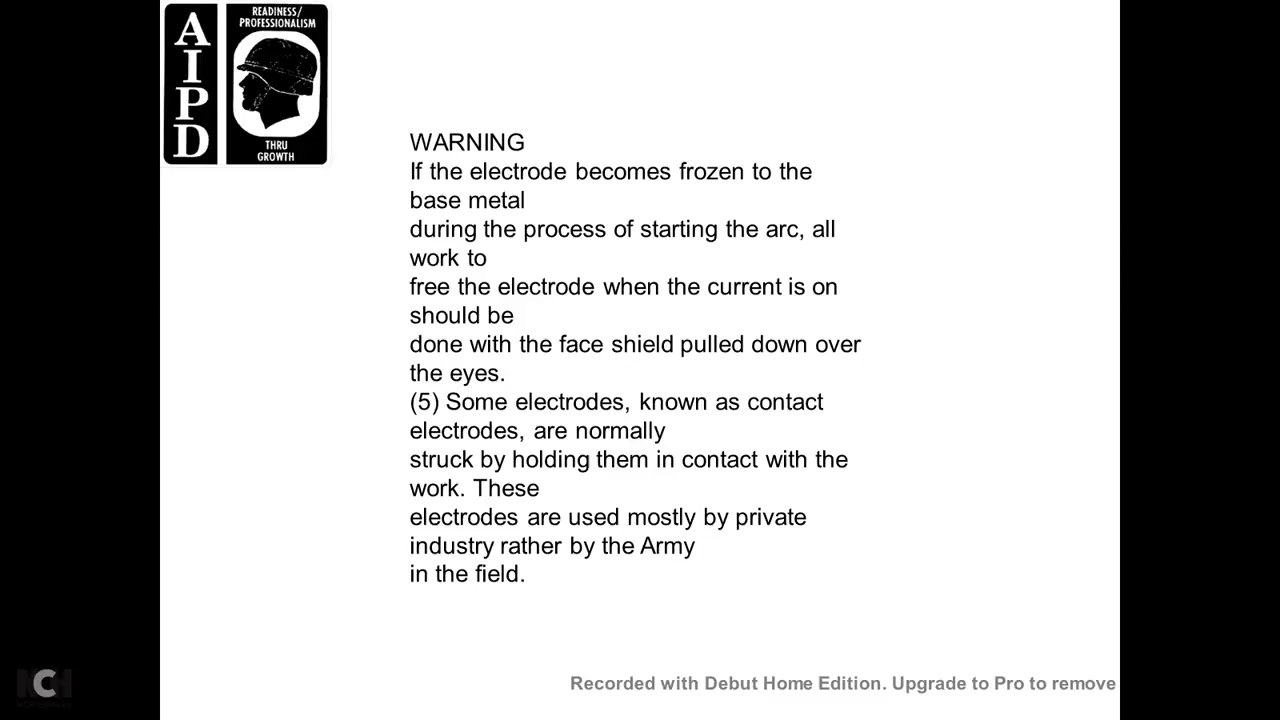 AIPD
READINESS/
PROFESSIONALISM
THRU
GROWTH
WARNING
If the electrode becomes frozen to the
base metal
during the process of starting the arc, all
work to
free the electrode when the current is on
should be
done with the face shield pulled down over
the eyes.
(5) Some electrodes, known as contact
electrodes, are normally
struck by holding them in contact with the
work. These
electrodes are used mostly by private
industry rather by the Army
in the field.
Recorded with Debut Home Edition. Upgrade to Pro to remove